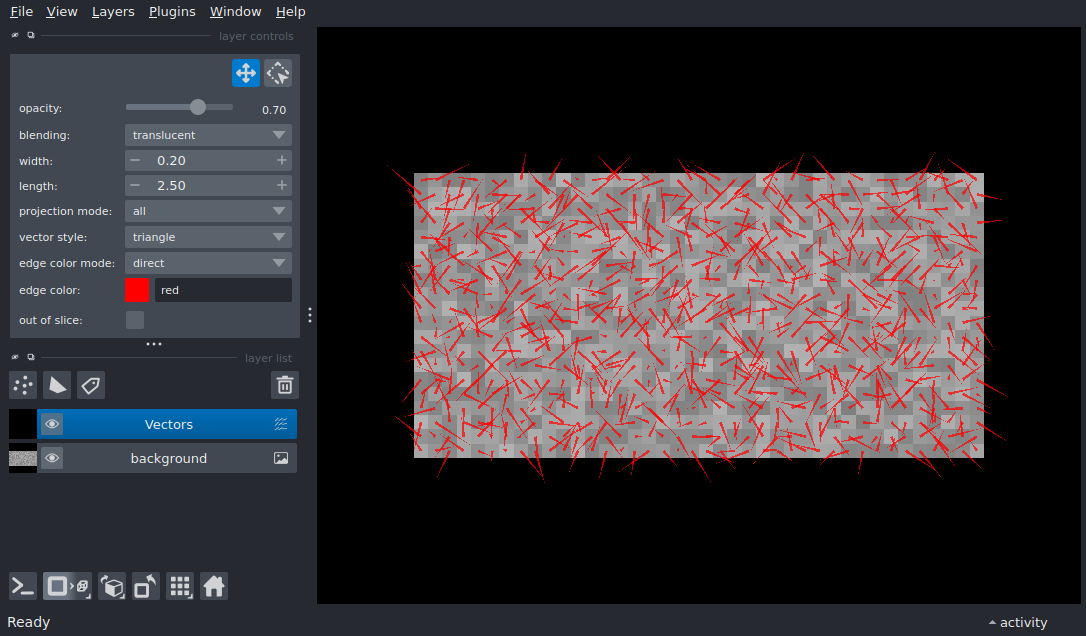 File View Layers Plugins Window Help
layer controls
opacity: 0.70
blending: translucent
width: 0.20
length: 2.50
projection mode: all
vector style: triangle
edge color mode: direct
edge color: red
out of slice:
layer list
Vectors
background
Ready
activity